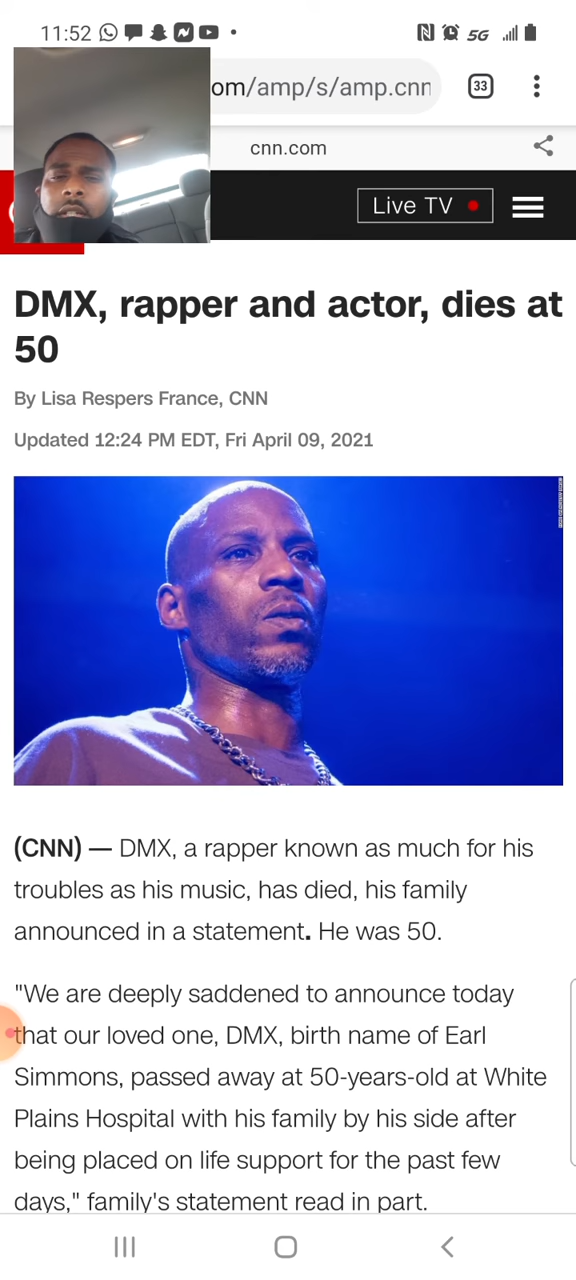 11:52
5G
om/amp/s/amp.cnn
33
cnn.com
Live TV
DMX, rapper and actor, dies at
50
By Lisa Respers France, CNN
Updated 12:24 PM EDT, Fri April 09, 2021
(CNN) — DMX, a rapper known as much for his
troubles as his music, has died, his family
announced in a statement. He was 50.
"We are deeply saddened to announce today
that our loved one, DMX, birth name of Earl
Simmons, passed away at 50-years-old at White
Plains Hospital with his family by his side after
being placed on life support for the past few
days," family's statement read in part.